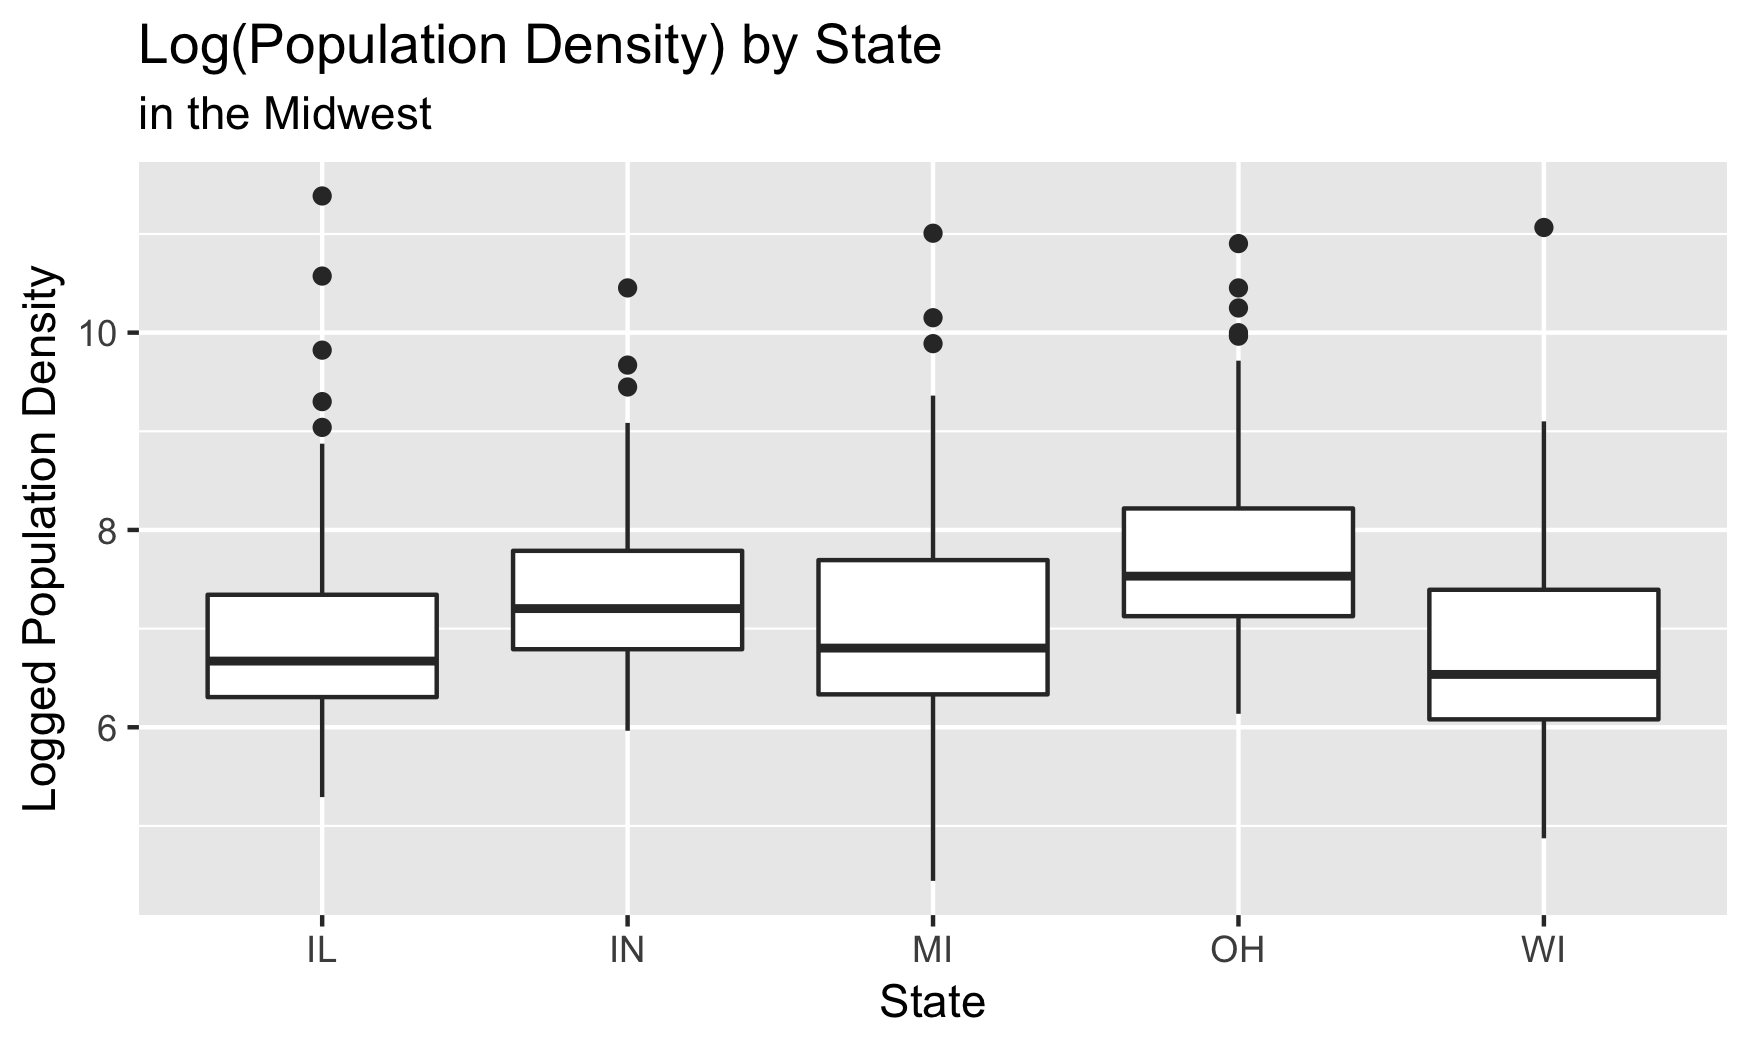 Log(Population Density) by State
in the Midwest
Logged Population Density
10
8
6
IL IN MI OH WI
State